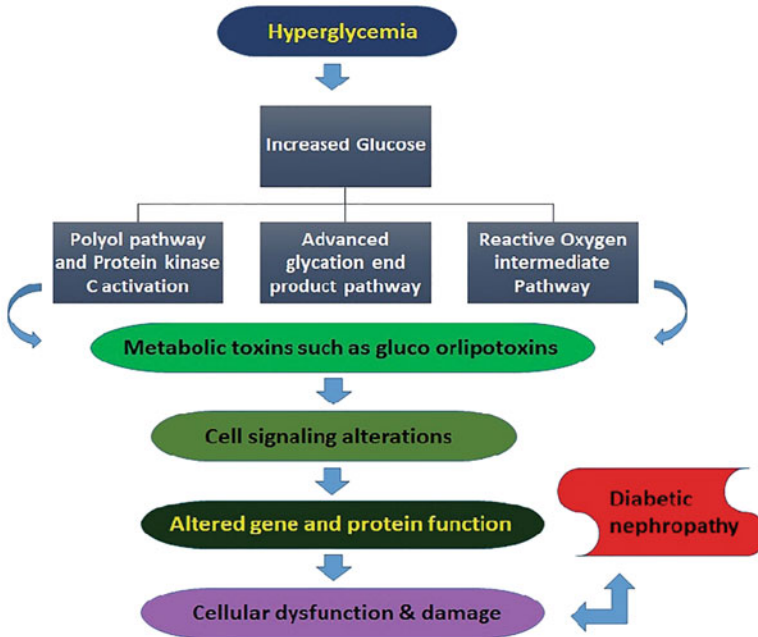 Hyperglycemia
Increased Glucose
Polyol pathway
and Protein kinase
C activation
Advanced
glycation end
product pathway
Reactive Oxygen
intermediate
Pathway
Metabolic toxins such as gluco orlipotoxins
Cell signaling alterations
Altered gene and protein function
Diabetic
nephropathy
Cellular dysfunction & damage